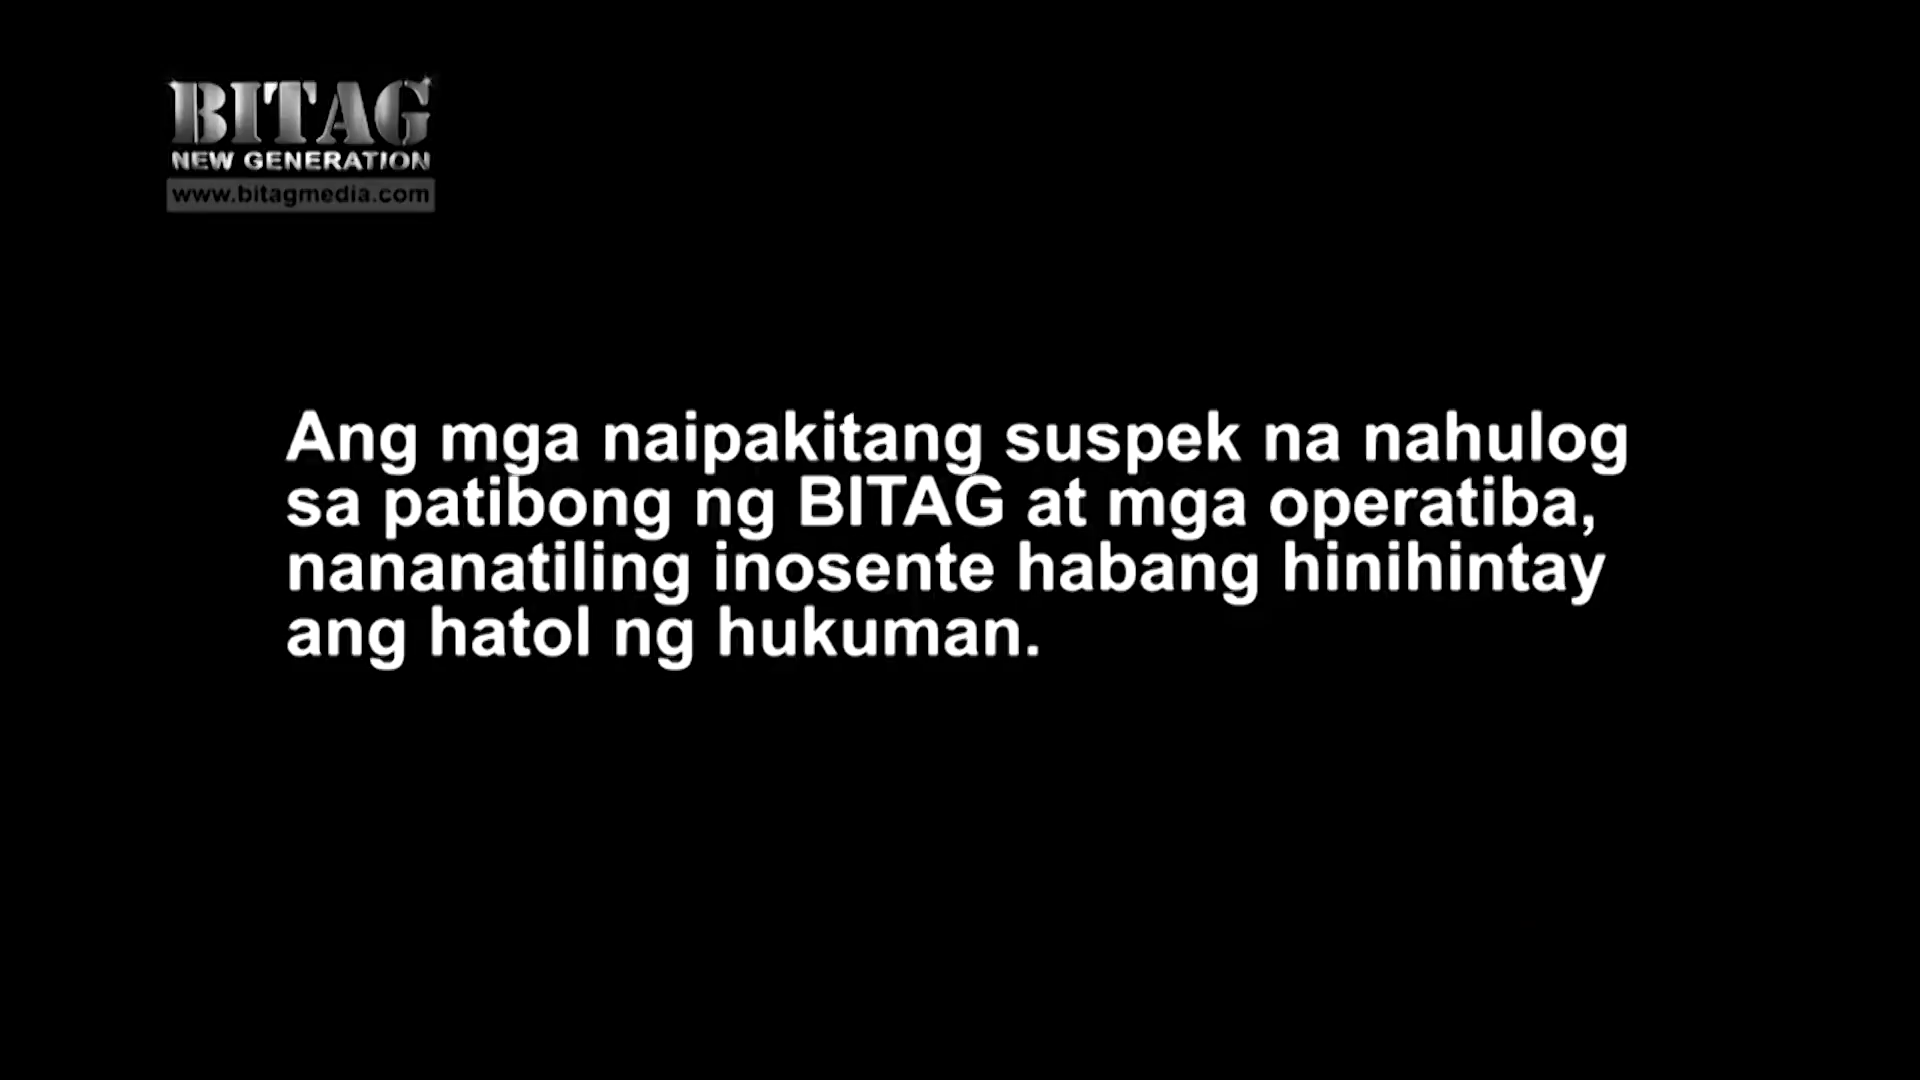 BITAG
NEW GENERATION
www.bitagmedia.com
Ang mga naipakitang suspek na nahulog
sa patibong ng BITAG at mga operatiba,
nananatiling inosente habang hinihintay
ang hatol ng hukuman.